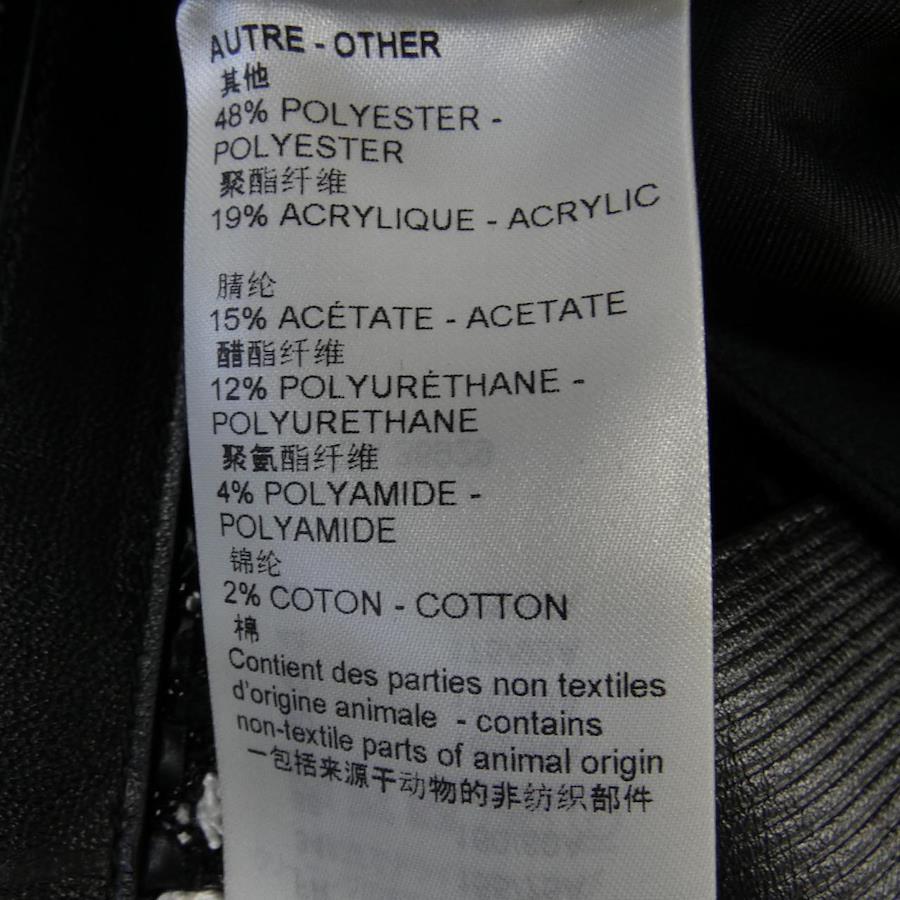 AUTRE - OTHER
其他
48% POLYESTER -
POLYESTER
聚酯纤维
19% ACRYLIQUE - ACRYLIC
腈纶
15% ACÉTATE - ACETATE
醋酯纤维
12% POLYURÉTHANE -
POLYURETHANE
聚氨酯纤维
4% POLYAMIDE -
POLYAMIDE
锦纶
2% COTON - COTTON
棉
Contient des parties non textiles
d'origine animale - contains
non-textile parts of animal origin
一包括来源于动物的非纺织部件